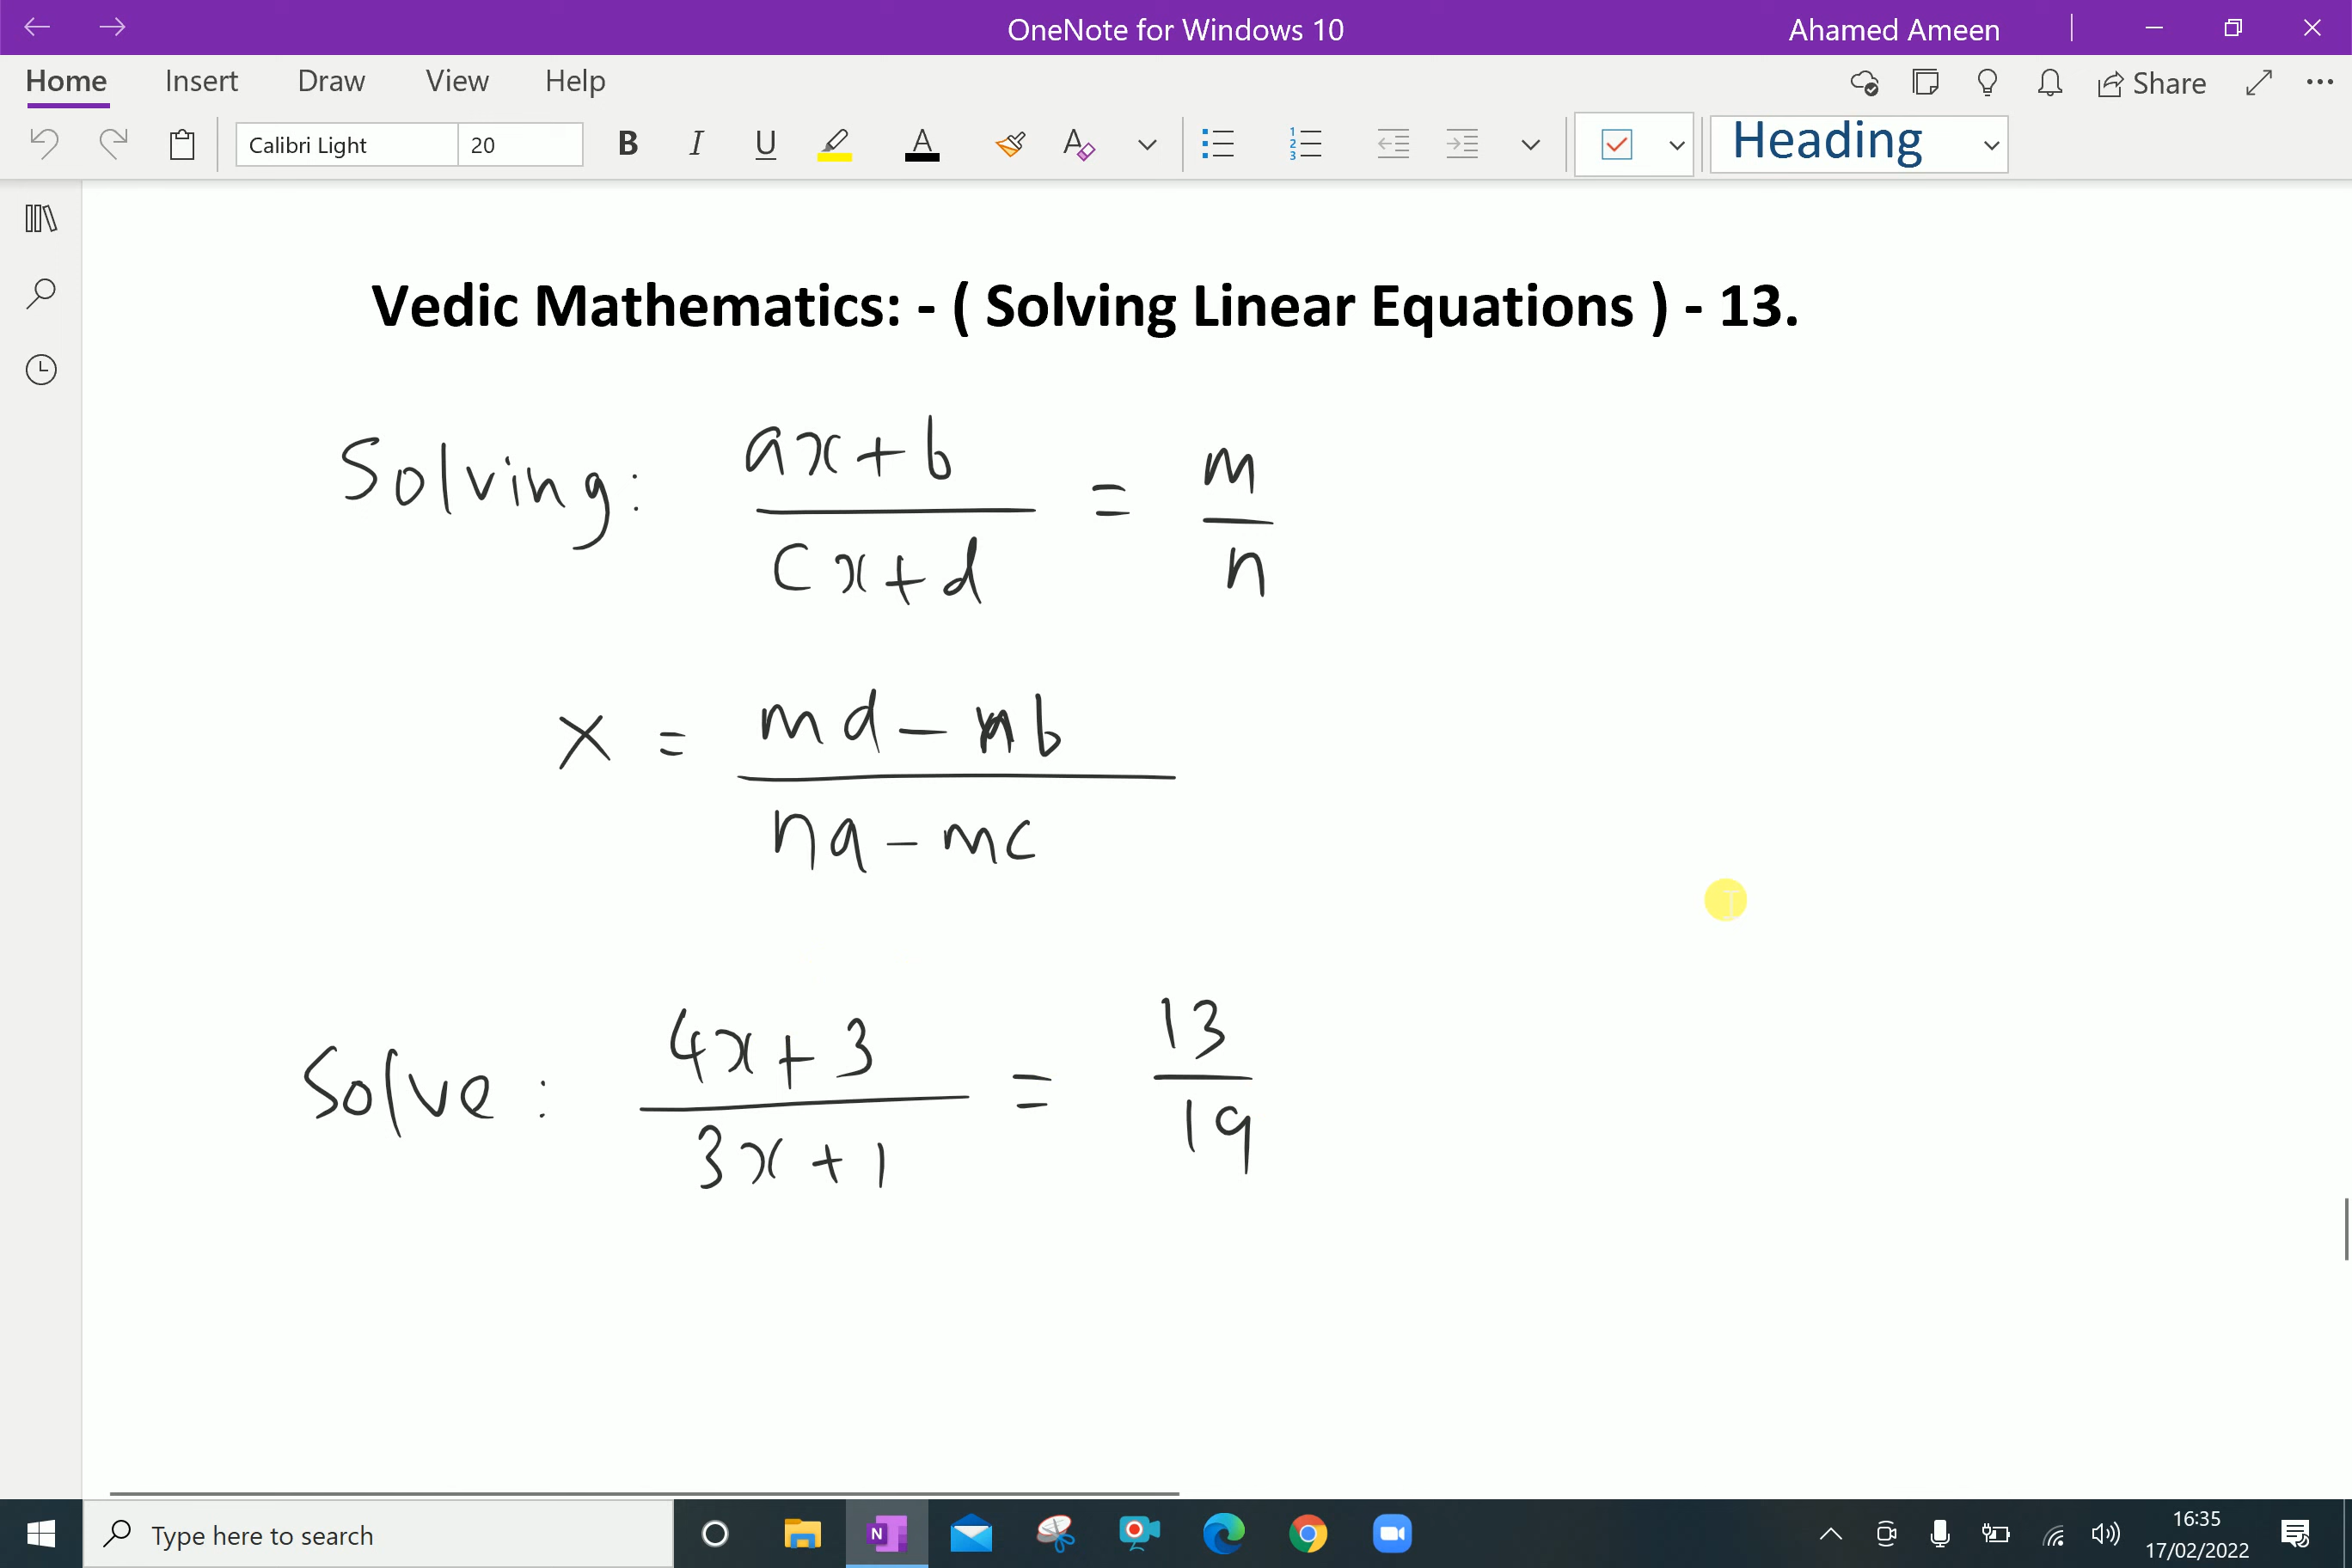 OneNote for Windows 10
Ahamed Ameen
Home Insert Draw View Help
Share
Calibri Light 20 B I U A A Heading
Vedic Mathematics: - ( Solving Linear Equations ) - 13.
Solving: ax+b / cx+d = m / n
x = md - nb / na - mc
Solve : 4x+3 / 3x+1 = 13 / 19
Type here to search
16:35
17/02/2022